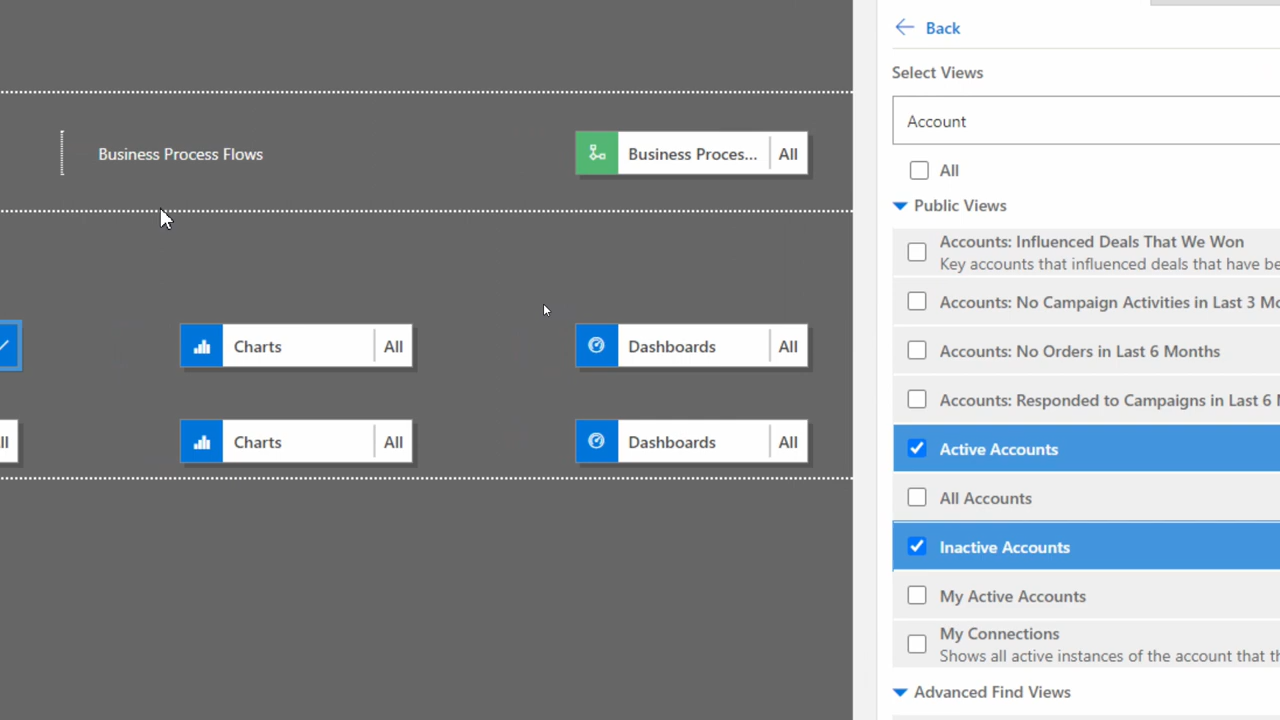 Back
Select Views
Account
All
Public Views
Accounts: Influenced Deals That We Won
Key accounts that influenced deals that have be
Accounts: No Campaign Activities in Last 3 Mo
Accounts: No Orders in Last 6 Months
Accounts: Responded to Campaigns in Last 6
Active Accounts
All Accounts
Inactive Accounts
My Active Accounts
My Connections
Shows all active instances of the account that
Advanced Find Views
Business Process Flows
Business Proces... All
Charts All
Dashboards All
Charts All
Dashboards All